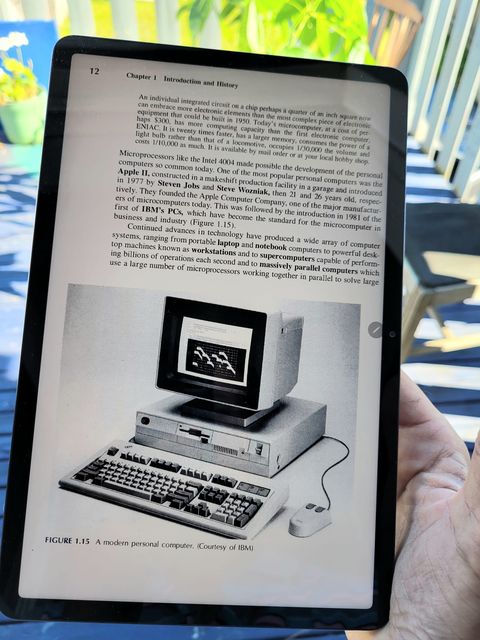 12
Chapter 1 Introduction and History
An individual integrated circuit on a chip perhaps a quarter of an inch square now
can embrace more electronic elements than the most complex piece of electronic
equipment that could be built in 1950. Today's microcomputer, at a cost of per-
haps $300, has more computing capacity than the first electronic computer,
ENIAC. It is twenty times faster, has a larger memory, consumes the power of a
light bulb rather than that of a locomotive, occupies 1/30,000 the volume and
costs 1/10,000 as much. It is available by mail order or at your local hobby shop.
Microprocessors like the Intel 4004 made possible the development of the personal
computers so common today. One of the most popular personal computers was the
Apple II, constructed in a makeshift production facility in a garage and introduced
in 1977 by Steven Jobs and Steve Wozniak, then 21 and 26 years old, respec-
tively. They founded the Apple Computer Company, one of the major manufactur-
ers of microcomputers today. This was followed by the introduction in 1981 of the
first of IBM's PCs, which have become the standard for the microcomputer in
business and industry (Figure 1.15).
Continued advances in technology have produced a wide array of computer
systems, ranging from portable laptop and notebook computers to powerful desk-
top machines known as workstations and to supercomputers capable of perform-
ing billions of operations each second and to massively parallel computers which
use a large number of microprocessors working together in parallel to solve large
FIGURE 1.15 A modern personal computer. (Courtesy of IBM)